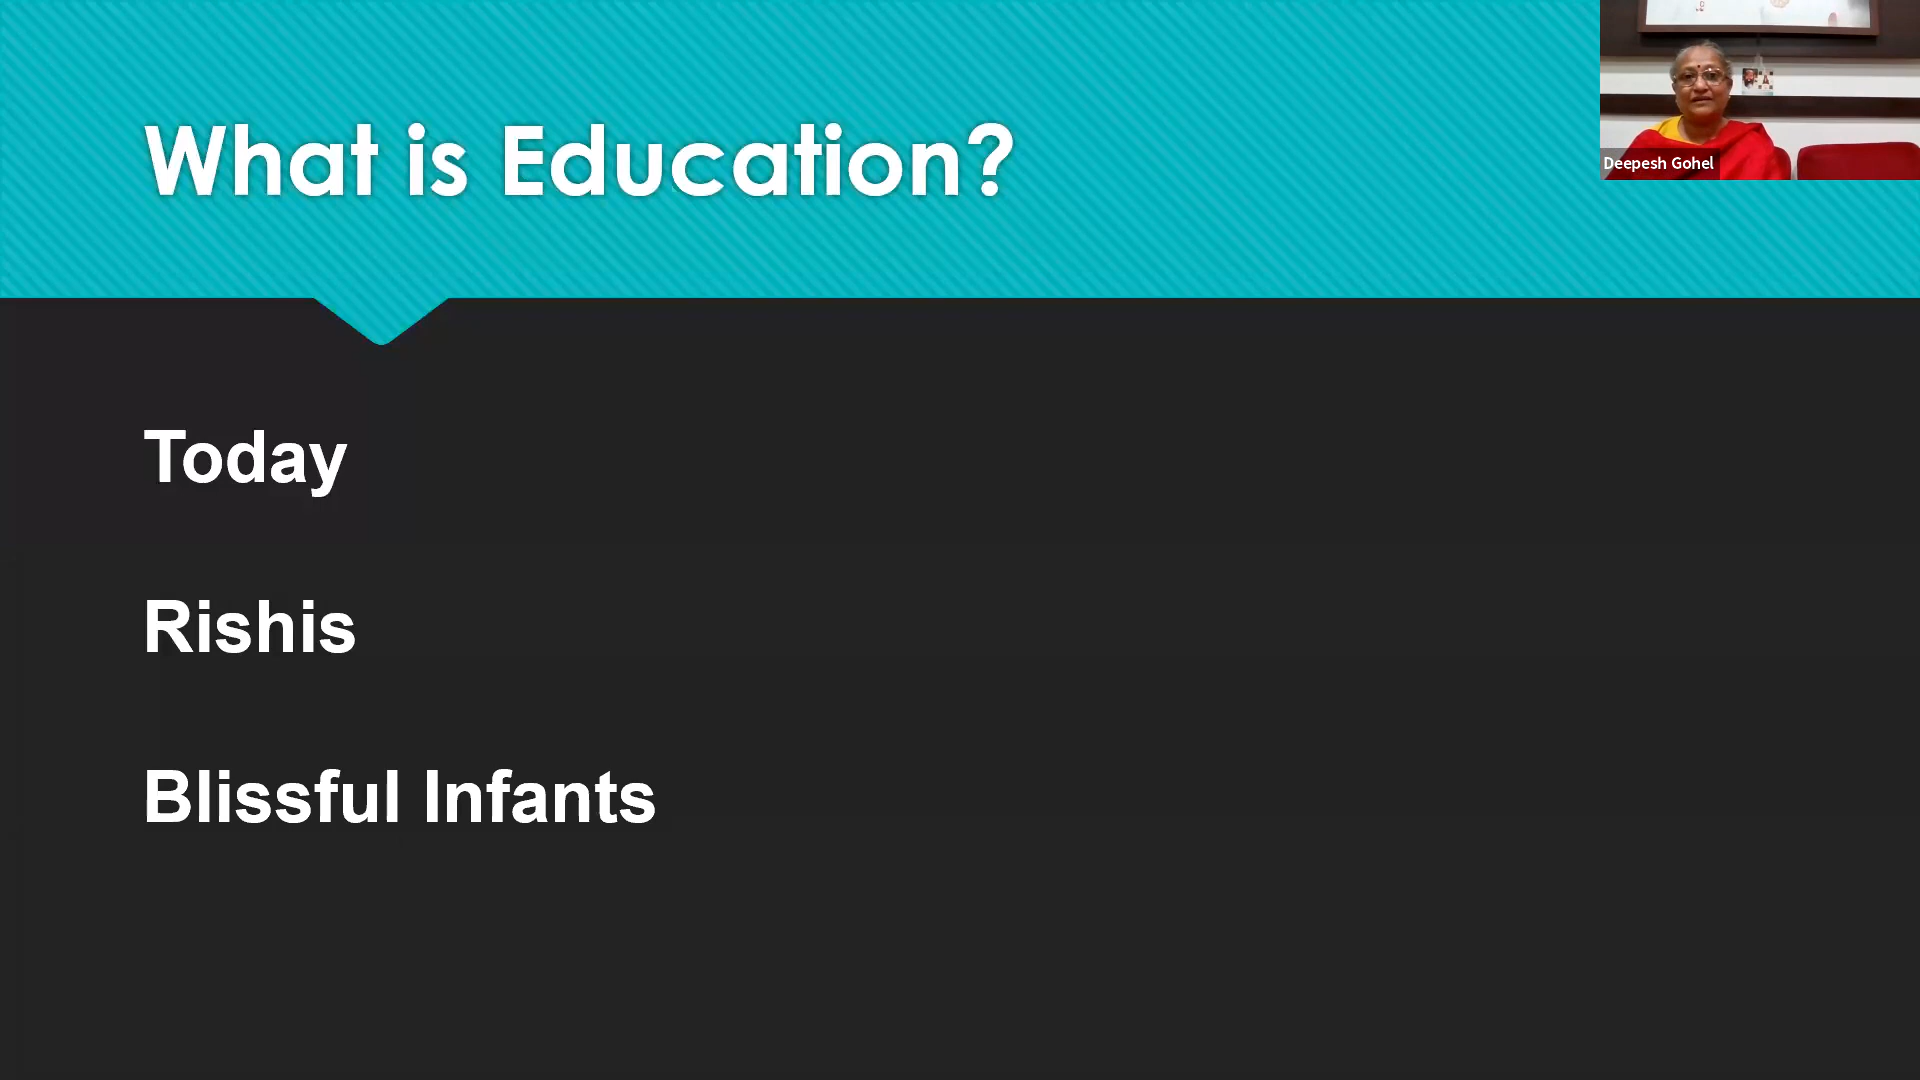 What is Education?
Deepesh Gohel
Today
Rishis
Blissful Infants